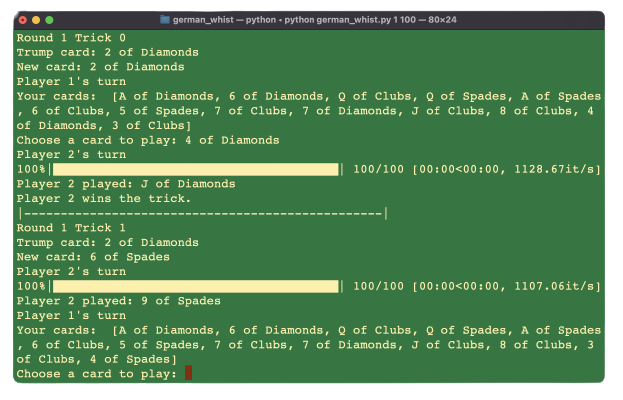 german_whist — python • python german_whist.py 1 100 — 80×24
Round 1 Trick 0
Trump card: 2 of Diamonds
New card: 2 of Diamonds
Player 1's turn
Your cards:  [A of Diamonds, 6 of Diamonds, Q of Clubs, Q of Spades, A of Spades
, 6 of Clubs, 5 of Spades, 7 of Clubs, 7 of Diamonds, J of Clubs, 8 of Clubs, 4
of Diamonds, 3 of Clubs]
Choose a card to play: 4 of Diamonds
Player 2's turn
100%| | 100/100 [00:00<00:00, 1128.67it/s]
Player 2 played: J of Diamonds
Player 2 wins the trick.
|-------------------------------------------------|
Round 1 Trick 1
Trump card: 2 of Diamonds
New card: 6 of Spades
Player 2's turn
100%| | 100/100 [00:00<00:00, 1107.06it/s]
Player 2 played: 9 of Spades
Player 1's turn
Your cards:  [A of Diamonds, 6 of Diamonds, Q of Clubs, Q of Spades, A of Spades
, 6 of Clubs, 5 of Spades, 7 of Clubs, 7 of Diamonds, J of Clubs, 8 of Clubs, 3
of Clubs, 4 of Spades]
Choose a card to play: